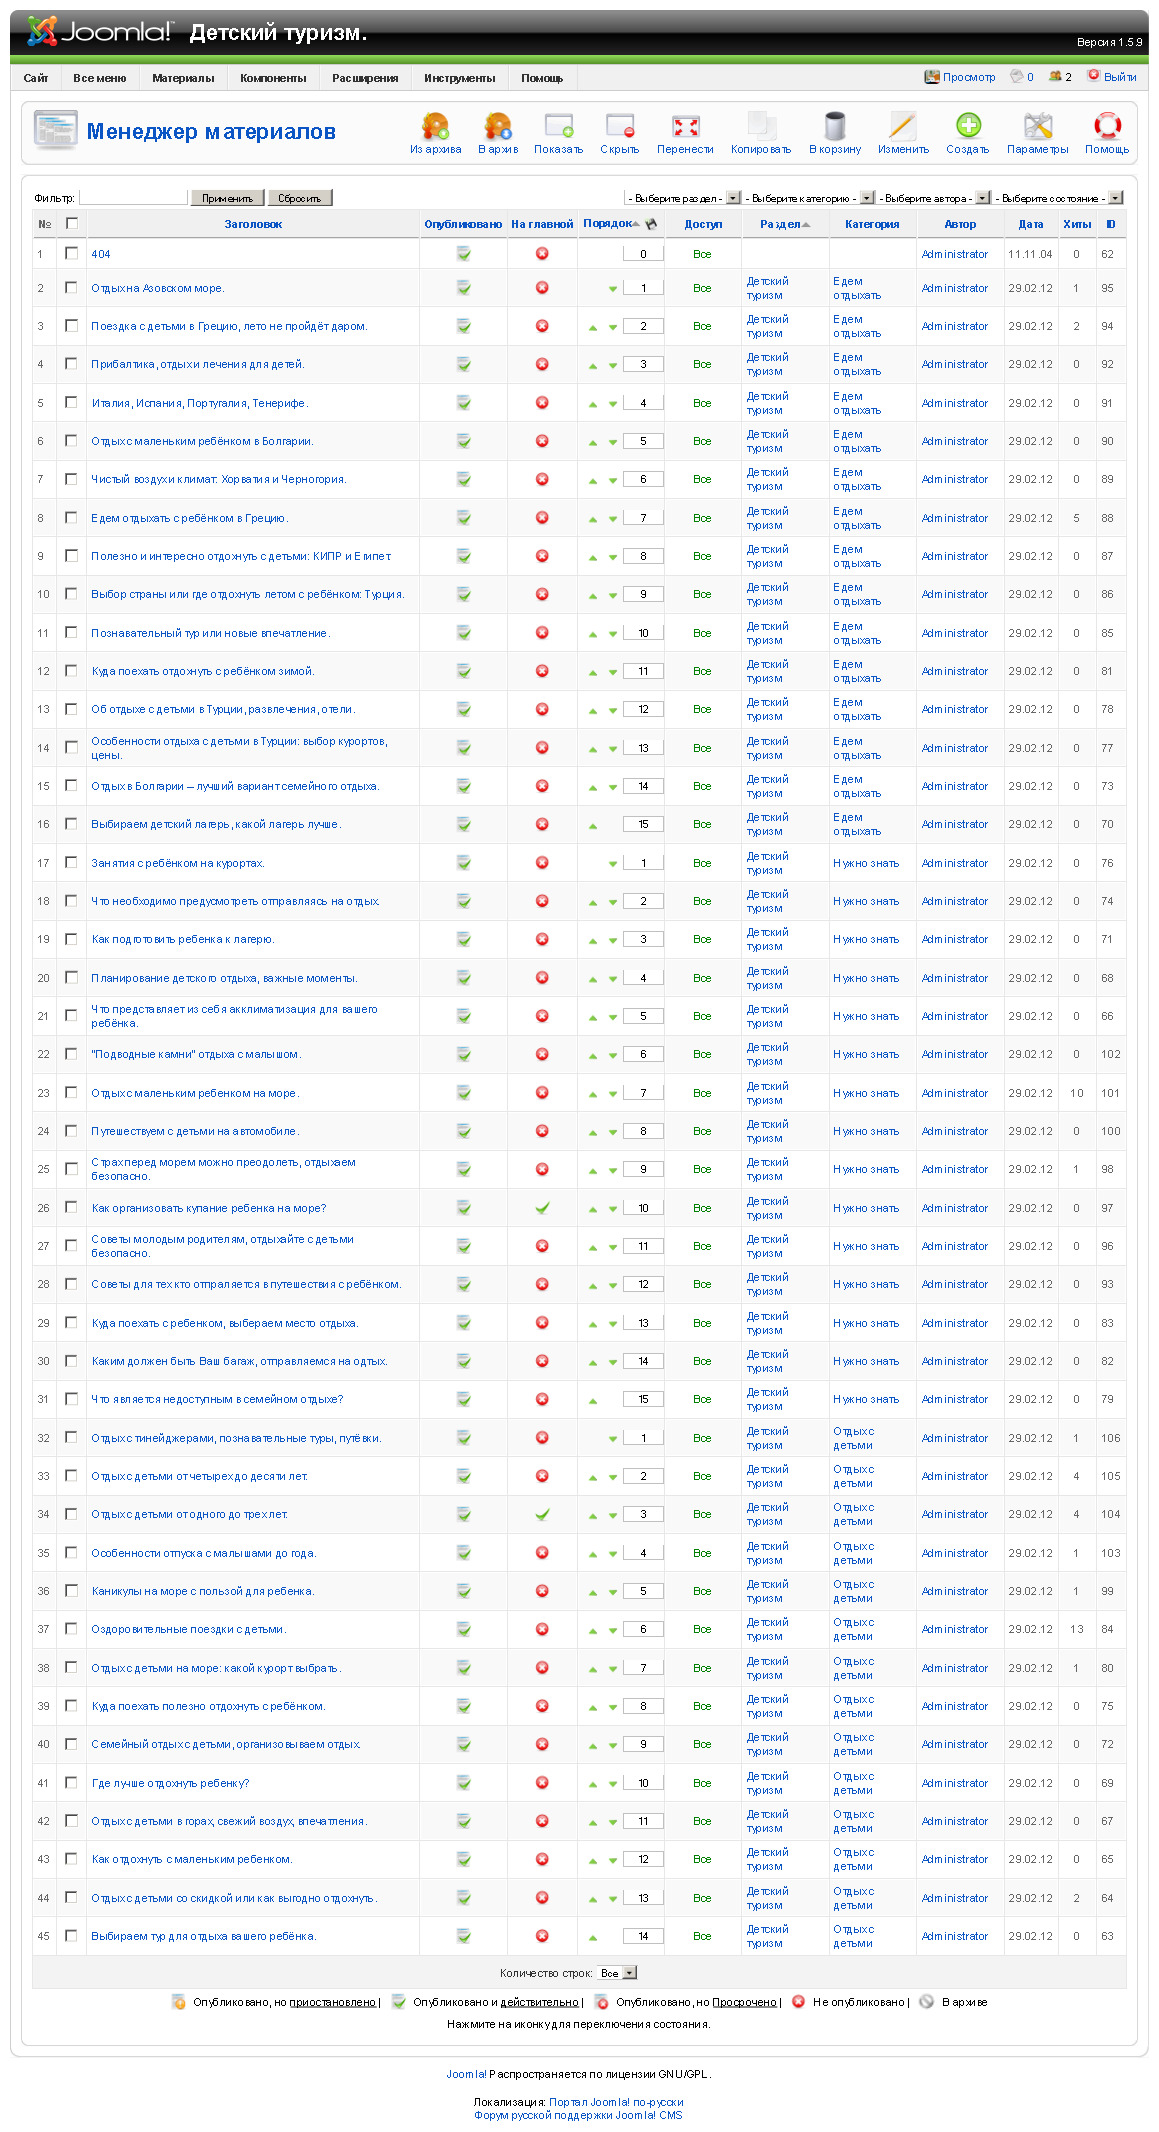 Joomla! Детский туризм.
Версия 1.5.9
Сайт Все меню Материалы Компоненты Расширения Инструменты Помощь Просмотр 0 2 Выйти
Менеджер материалов
Из архива В архив Показать Скрыть Перенести Копировать В корзину Изменить Создать Параметры Помощь
Фильтр: Применить Сбросить - Выберите раздел - - Выберите категорию - - Выберите автора - - Выберите состояние -
№ Заголовок Опубликовано На главной Порядок Доступ Раздел Категория Автор Дата Хиты ID
1 404 0 Все Administrator 11.11.04 0 62
2 Отдых на Азовском море. 1 Все Детский туризм Едем отдыхать Administrator 29.02.12 1 95
3 Поездка с детьми в Грецию, лето не пройдёт даром. 2 Все Детский туризм Едем отдыхать Administrator 29.02.12 2 94
4 Прибалтика, отдых и лечения для детей. 3 Все Детский туризм Едем отдыхать Administrator 29.02.12 0 92
5 Италия, Испания, Португалия, Тенерифе. 4 Все Детский туризм Едем отдыхать Administrator 29.02.12 0 91
6 Отдых с маленьким ребёнком в Болгарии. 5 Все Детский туризм Едем отдыхать Administrator 29.02.12 0 90
7 Чистый воздух и климат: Хорватия и Черногория. 6 Все Детский туризм Едем отдыхать Administrator 29.02.12 0 89
8 Едем отдыхать с ребёнком в Грецию. 7 Все Детский туризм Едем отдыхать Administrator 29.02.12 5 88
9 Полезно и интересно отдохнуть с детьми: КИПР и Египет. 8 Все Детский туризм Едем отдыхать Administrator 29.02.12 0 87
10 Выбор страны или где отдохнуть летом с ребёнком: Турция. 9 Все Детский туризм Едем отдыхать Administrator 29.02.12 0 86
11 Познавательный тур или новые впечатление. 10 Все Детский туризм Едем отдыхать Administrator 29.02.12 0 85
12 Куда поехать отдохнуть с ребёнком зимой. 11 Все Детский туризм Едем отдыхать Administrator 29.02.12 0 81
13 Об отдыхе с детьми в Турции, развлечения, отели. 12 Все Детский туризм Едем отдыхать Administrator 29.02.12 0 78
14 Особенности отдыха с детьми в Турции: выбор курортов, цены. 13 Все Детский туризм Едем отдыхать Administrator 29.02.12 0 77
15 Отдых в Болгарии – лучший вариант семейного отдыха. 14 Все Детский туризм Едем отдыхать Administrator 29.02.12 0 73
16 Выбираем детский лагерь, какой лагерь лучше. 15 Все Детский туризм Едем отдыхать Administrator 29.02.12 0 70
17 Занятия с ребёнком на курортах. 1 Все Детский туризм Нужно знать Administrator 29.02.12 0 76
18 Что необходимо предусмотреть отправляясь на отдых. 2 Все Детский туризм Нужно знать Administrator 29.02.12 0 74
19 Как подготовить ребенка к лагерю. 3 Все Детский туризм Нужно знать Administrator 29.02.12 0 71
20 Планирование детского отдыха, важные моменты. 4 Все Детский туризм Нужно знать Administrator 29.02.12 0 68
21 Что представляет из себя акклиматизация для вашего ребёнка. 5 Все Детский туризм Нужно знать Administrator 29.02.12 0 66
22 "Подводные камни" отдыха с малышом. 6 Все Детский туризм Нужно знать Administrator 29.02.12 0 102
23 Отдых с маленьким ребенком на море. 7 Все Детский туризм Нужно знать Administrator 29.02.12 10 101
24 Путешествуем с детьми на автомобиле. 8 Все Детский туризм Нужно знать Administrator 29.02.12 0 100
25 Страх перед морем можно преодолеть, отдыхаем безопасно. 9 Все Детский туризм Нужно знать Administrator 29.02.12 1 98
26 Как организовать купание ребенка на море? 10 Все Детский туризм Нужно знать Administrator 29.02.12 0 97
27 Советы молодым родителям, отдыхайте с детьми безопасно. 11 Все Детский туризм Нужно знать Administrator 29.02.12 0 96
28 Советы для тех кто отпраляется в путешествия с ребёнком. 12 Все Детский туризм Нужно знать Administrator 29.02.12 0 93
29 Куда поехать с ребенком, выбераем место отдыха. 13 Все Детский туризм Нужно знать Administrator 29.02.12 0 83
30 Каким должен быть Ваш багаж, отправляемся на одтых. 14 Все Детский туризм Нужно знать Administrator 29.02.12 0 82
31 Что является недоступным в семейном отдыхе? 15 Все Детский туризм Нужно знать Administrator 29.02.12 0 79
32 Отдых с тинейджерами, познавательные туры, путёвки. 1 Все Детский туризм Отдых с детьми Administrator 29.02.12 1 106
33 Отдых с детьми от четырех до десяти лет. 2 Все Детский туризм Отдых с детьми Administrator 29.02.12 4 105
34 Отдых с детьми от одного до трех лет. 3 Все Детский туризм Отдых с детьми Administrator 29.02.12 4 104
35 Особенности отпуска с малышами до года. 4 Все Детский туризм Отдых с детьми Administrator 29.02.12 1 103
36 Каникулы на море с пользой для ребенка. 5 Все Детский туризм Отдых с детьми Administrator 29.02.12 1 99
37 Оздоровительные поездки с детьми. 6 Все Детский туризм Отдых с детьми Administrator 29.02.12 13 84
38 Отдых с детьми на море: какой курорт выбрать. 7 Все Детский туризм Отдых с детьми Administrator 29.02.12 1 80
39 Куда поехать полезно отдохнуть с ребёнком. 8 Все Детский туризм Отдых с детьми Administrator 29.02.12 0 75
40 Семейный отдых с детьми, организовываем отдых. 9 Все Детский туризм Отдых с детьми Administrator 29.02.12 0 72
41 Где лучше отдохнуть ребенку? 10 Все Детский туризм Отдых с детьми Administrator 29.02.12 0 69
42 Отдых с детьми в горах, свежий воздух, впечатления. 11 Все Детский туризм Отдых с детьми Administrator 29.02.12 0 67
43 Как отдохнуть с маленьким ребенком. 12 Все Детский туризм Отдых с детьми Administrator 29.02.12 0 65
44 Отдых с детьми со скидкой или как выгодно отдохнуть. 13 Все Детский туризм Отдых с детьми Administrator 29.02.12 2 64
45 Выбираем тур для отдыха вашего ребёнка. 14 Все Детский туризм Отдых с детьми Administrator 29.02.12 0 63
Количество строк: Все
Опубликовано, но приостановлено | Опубликовано и действительно | Опубликовано, но Просрочено | Не опубликовано | В архиве
Нажмите на иконку для переключения состояния.
Joomla! Распространяется по лицензии GNU/GPL.
Локализация: Портал Joomla! по-русски
Форум русской поддержки Joomla! CMS